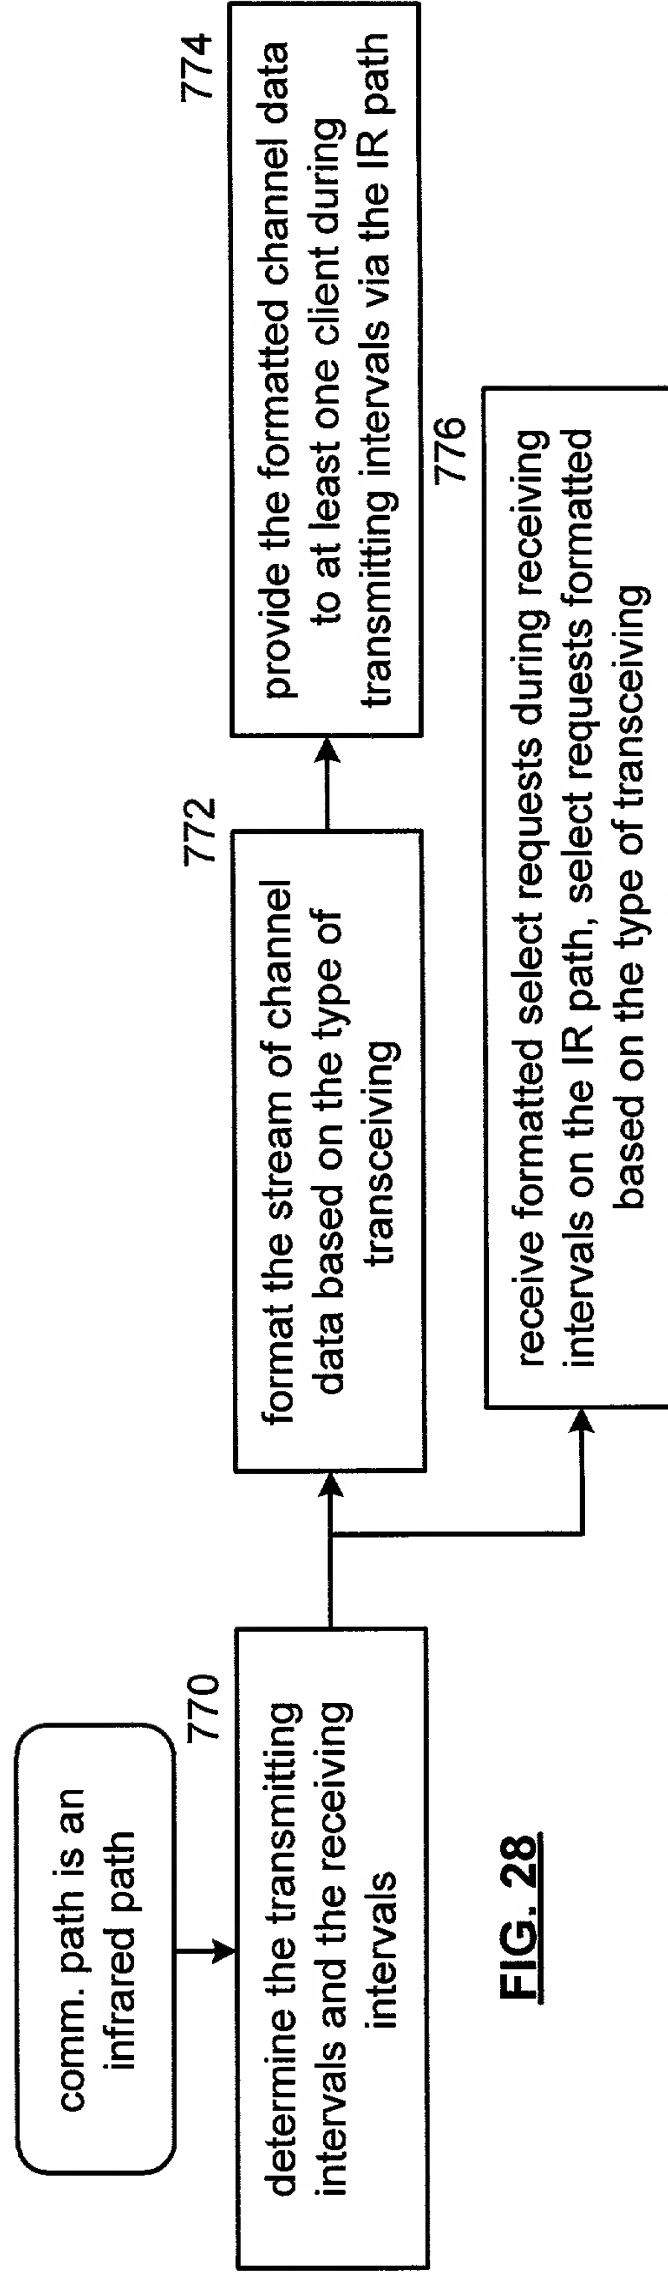 comm. path is an
infrared path
770
determine the transmitting
intervals and the receiving
intervals
772
format the stream of channel
data based on the type of
transceiving
774
provide the formatted channel data
to at least one client during
transmitting intervals via the IR path
776
receive formatted select requests during receiving
intervals on the IR path, select requests formatted
based on the type of transceiving
FIG. 28